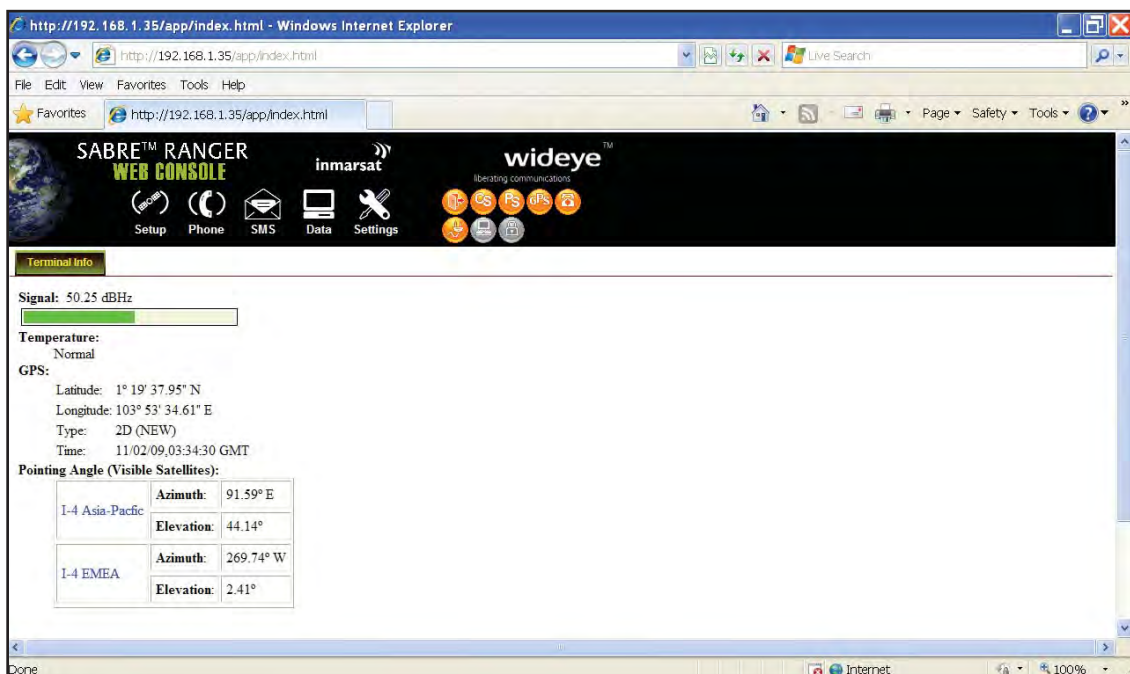 http://192.168.1.35/app/index.html - Windows Internet Explorer
http://192.168.1.35/app/index.html
Live Search
File Edit View Favorites Tools Help
Favorites
http://192.168.1.35/app/index.html
Page Safety Tools
SABRE™ RANGER
WEB CONSOLE
inmarsat
wideye™
liberating communications
Setup Phone SMS Data Settings
CS PS GPS
Terminal Info
Signal: 50.25 dBHz
Temperature:
Normal
GPS:
Latitude: 1° 19' 37.95" N
Longitude: 103° 53' 34.61" E
Type: 2D (NEW)
Time: 11/02/09,03:34:30 GMT
Pointing Angle (Visible Satellites):
I-4 Asia-Pacfic
Azimuth: 91.59° E
Elevation: 44.14°
I-4 EMEA
Azimuth: 269.74° W
Elevation: 2.41°
Done
Internet
100%